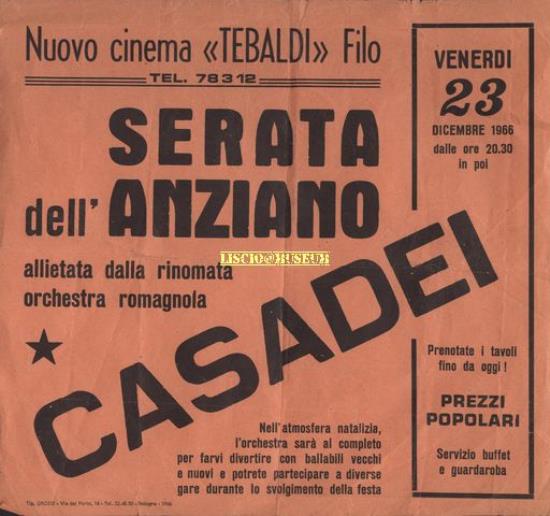 Nuovo cinema «TEBALDI» Filo
TEL. 78312
SERATA
dell'ANZIANO
allietata dalla rinomata
orchestra romagnola
CASADEI
Nell'atmosfera natalizia,
l'orchestra sarà al completo
per farvi divertire con ballabili vecchi
e nuovi e potrete partecipare a diverse
gare durante lo svolgimento della festa
VENERDI
23
DICEMBRE 1966
dalle ore 20.30
in poi
Prenotate i tavoli
fino da oggi!
PREZZI
POPOLARI
Servizio buffet
e guardaroba
LISCIO@MUSEUM